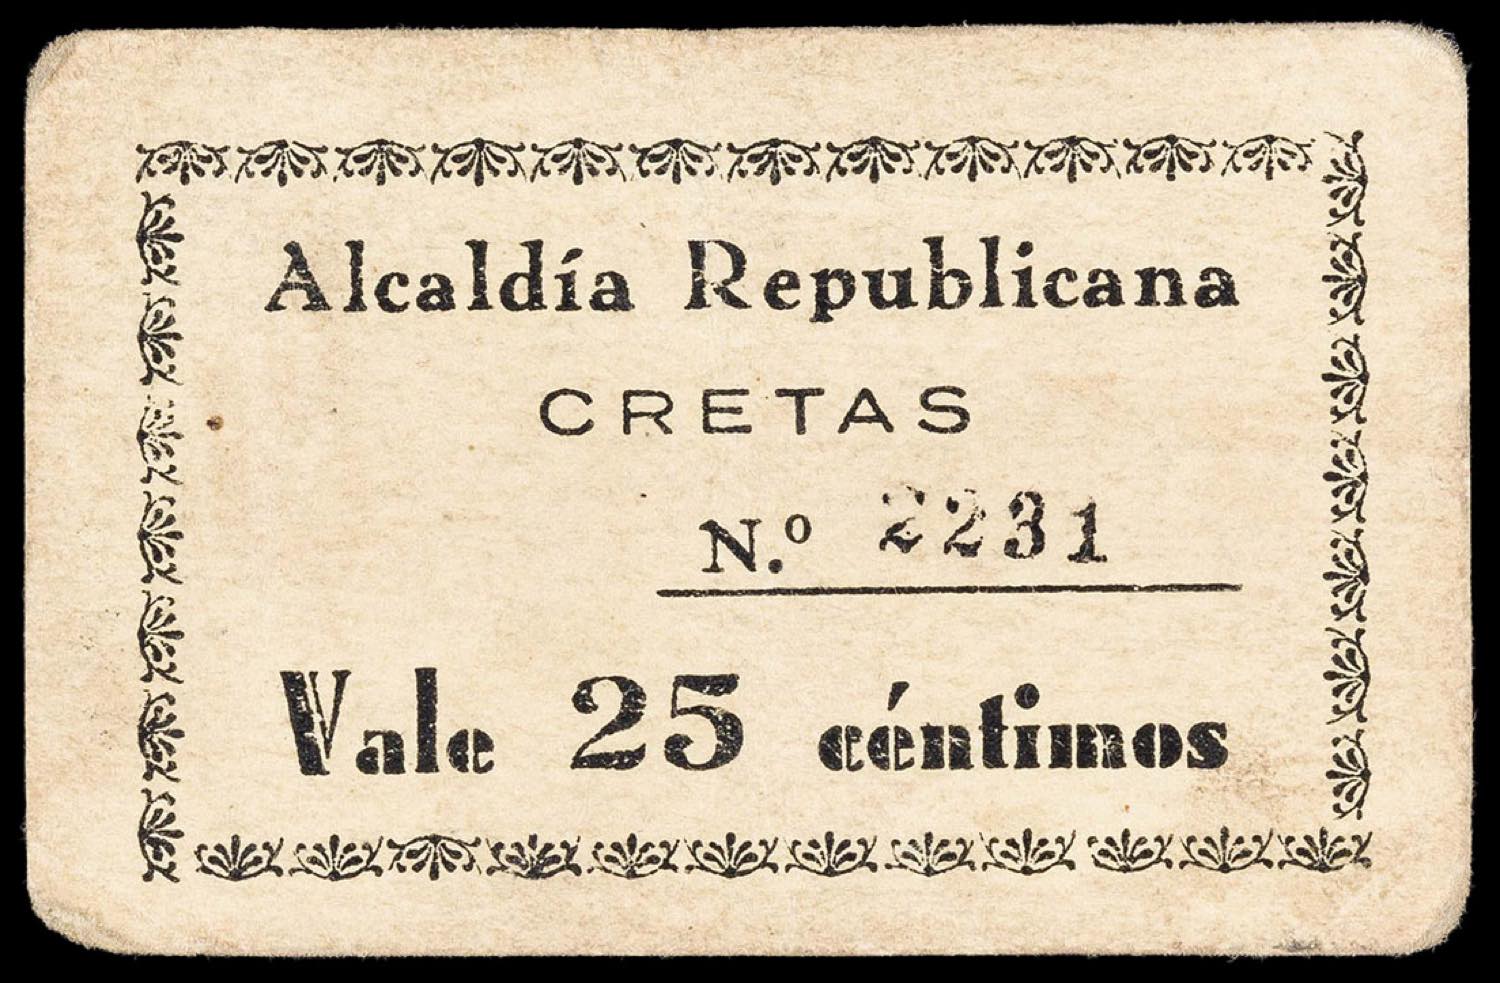 Alcaldía Republicana
CRETAS
N.º 2231
Vale 25 céntimos